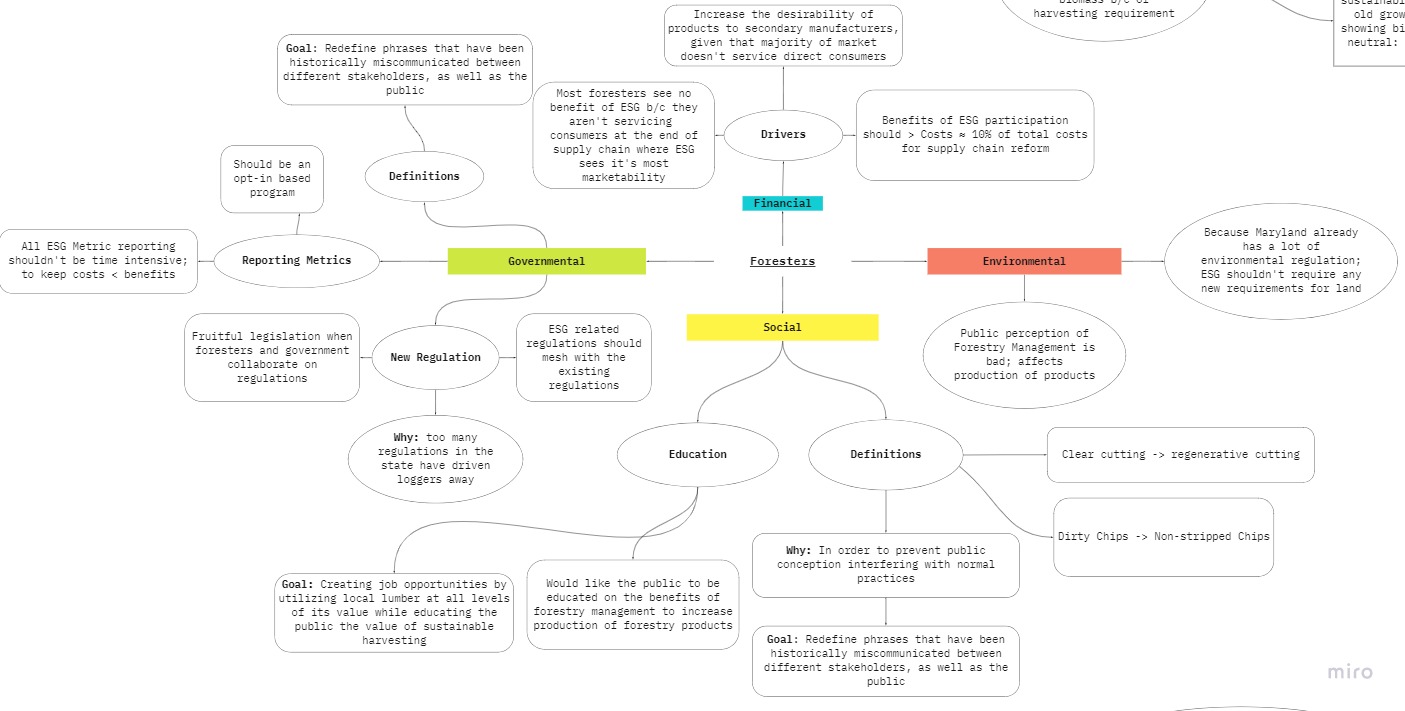 Increase the desirability of
products to secondary manufacturers,
given that majority of market
doesn't service direct consumers
harvesting requirement
old grow
showing bi
neutral:
Goal: Redefine phrases that have been
historically miscommunicated between
different stakeholders, as well as the
public
Most foresters see no
benefit of ESG b/c they
aren't servicing
consumers at the end of
supply chain where ESG
sees it's most
marketability
Drivers
Benefits of ESG participation
should > Costs ≈ 10% of total costs
for supply chain reform
Should be an
opt-in based
program
Definitions
Financial
All ESG Metric reporting
shouldn't be time intensive;
to keep costs < benefits
Reporting Metrics
Governmental
Foresters
Environmental
Because Maryland already
has a lot of
environmental regulation;
ESG shouldn't require any
new requirements for land
Social
Fruitful legislation when
foresters and government
collaborate on
regulations
New Regulation
ESG related
regulations should
mesh with the
existing
regulations
Public perception of
Forestry Management is
bad; affects
production of products
Why: too many
regulations in the
state have driven
loggers away
Education
Definitions
Clear cutting -> regenerative cutting
Dirty Chips -> Non-stripped Chips
Why: In order to prevent public
conception interfering with normal
practices
Goal: Creating job opportunities by
utilizing local lumber at all levels
of its value while educating the
public the value of sustainable
harvesting
Would like the public to be
educated on the benefits of
forestry management to increase
production of forestry products
Goal: Redefine phrases that have been
historically miscommunicated between
different stakeholders, as well as the
public
miro